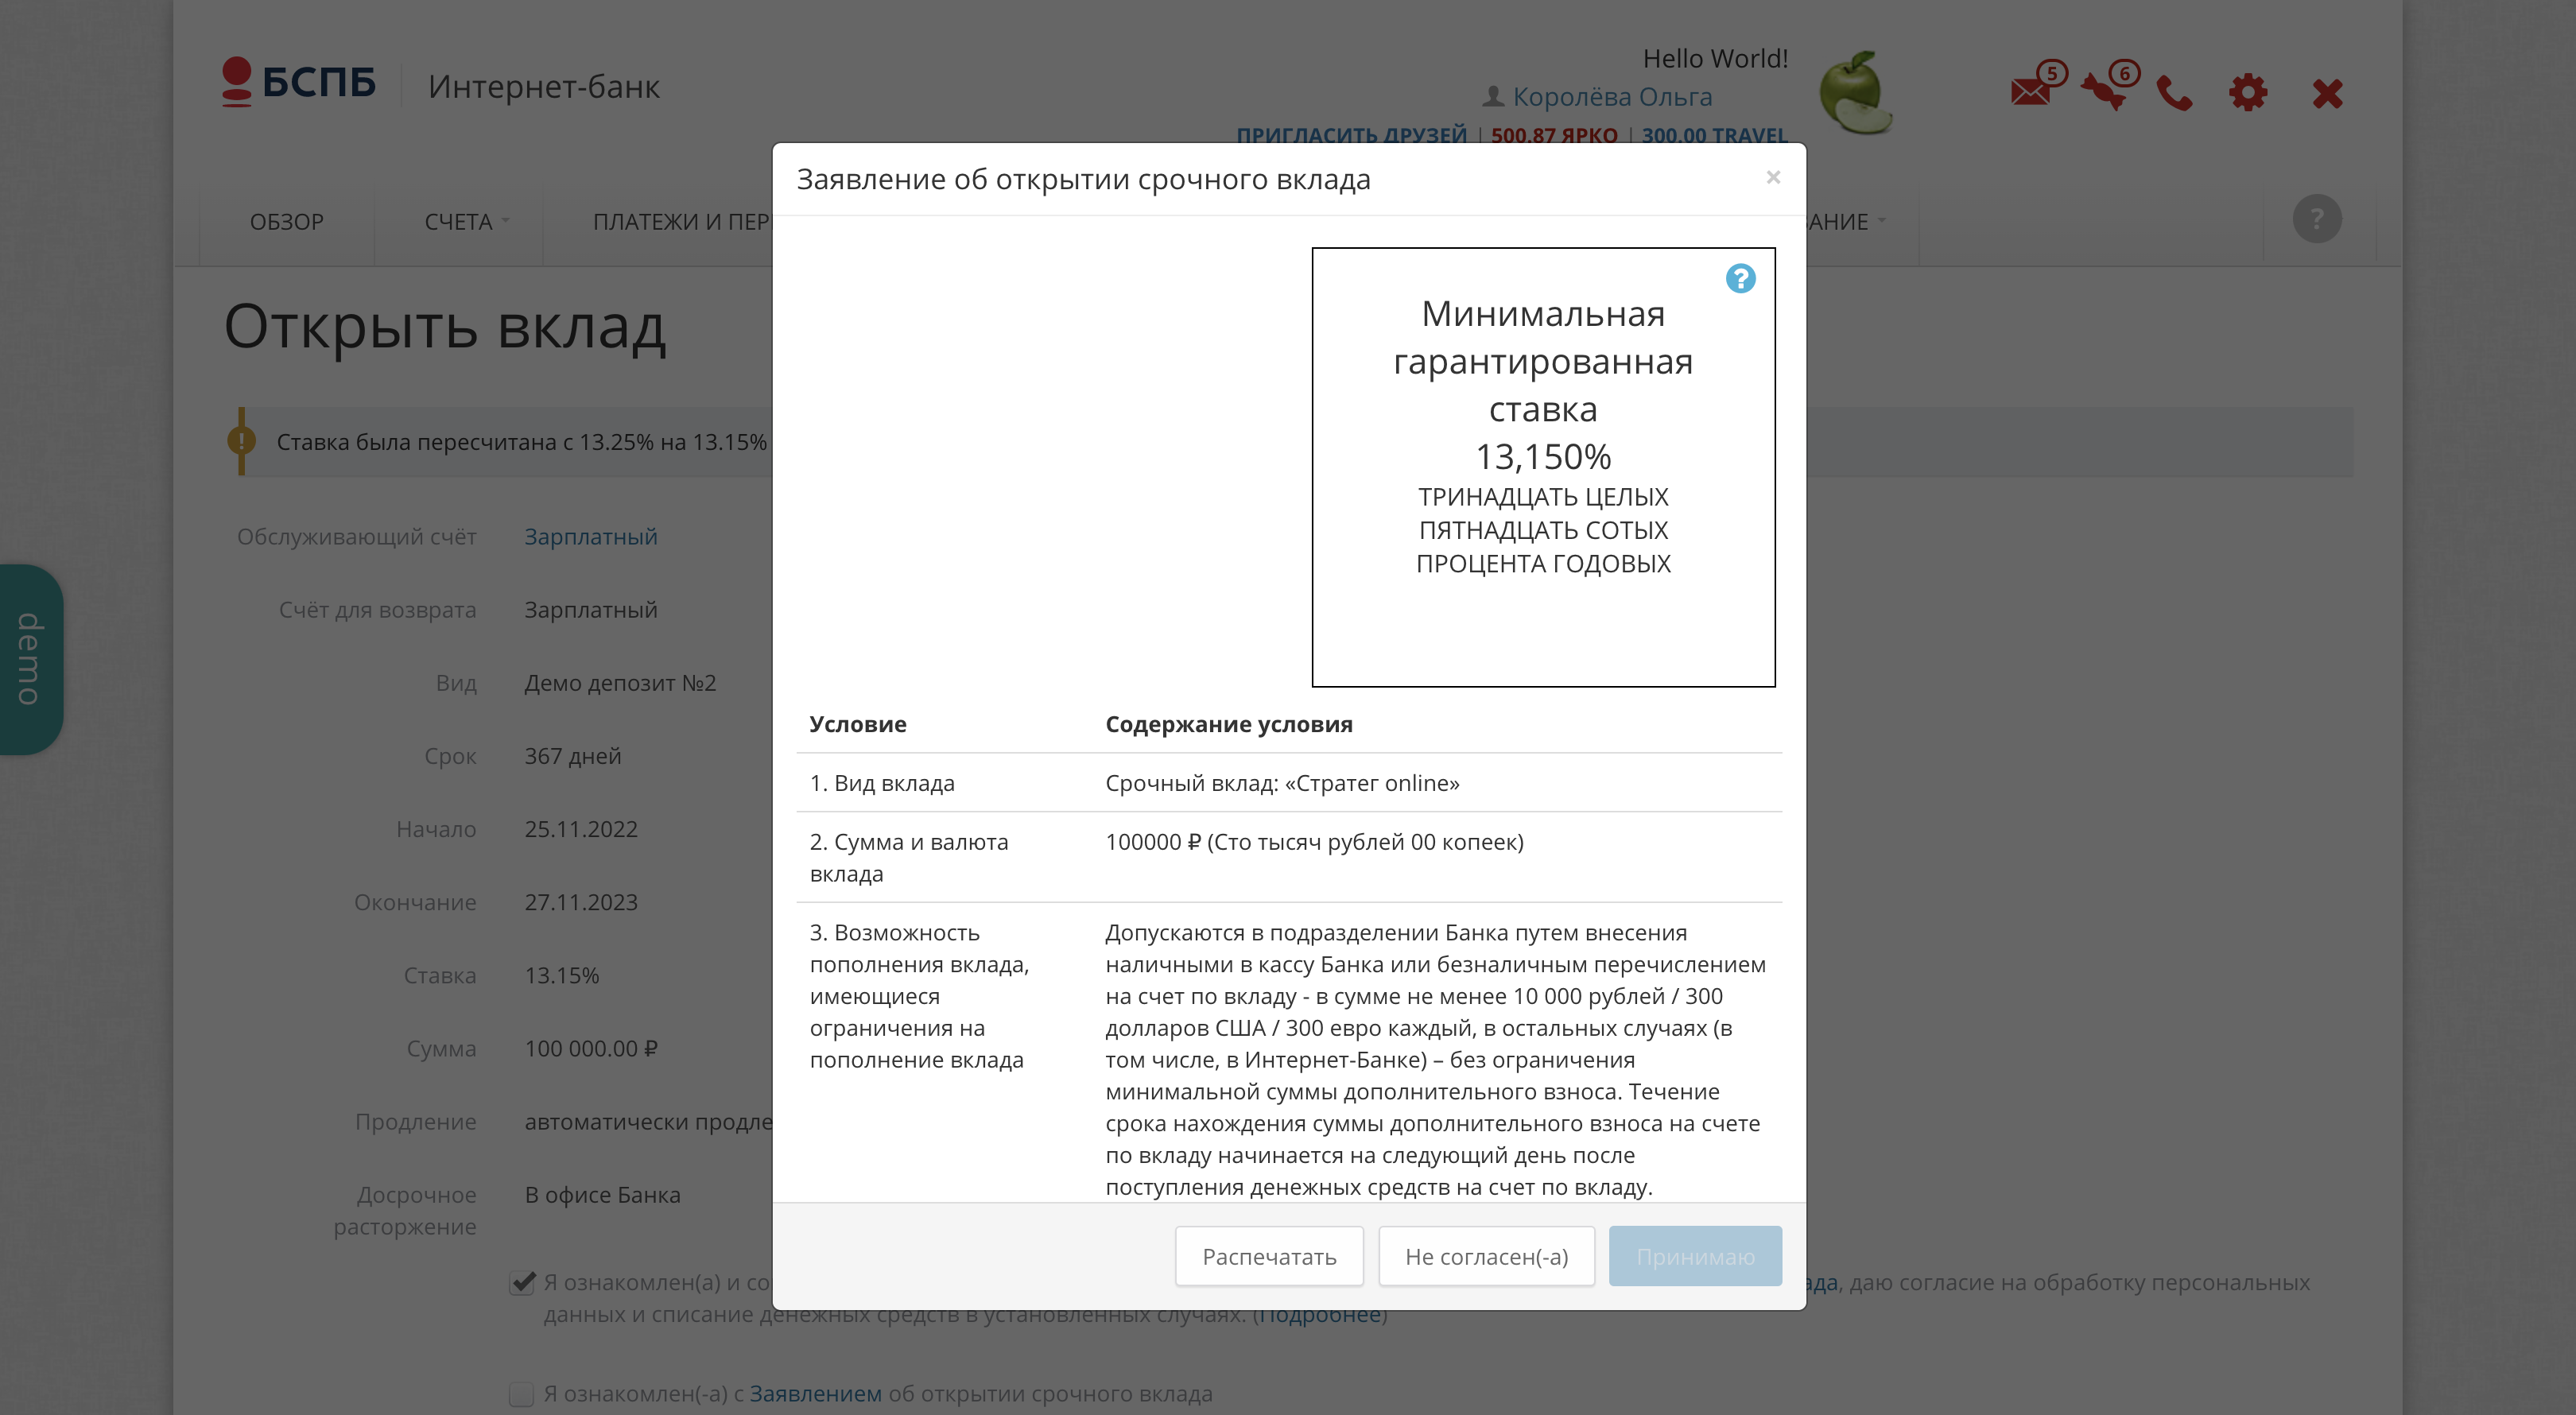 БСПБ
Интернет-банк
Hello World!
Королёва Ольга
ПРИГЛАСИТЬ ДРУЗЕЙ | 500.87 ЯРКО | 300.00 TRAVEL
5
6
ОБЗОР
СЧЕТА
ПЛАТЕЖИ И ПЕР
АНИЕ
?
Открыть вклад
Ставка была пересчитана с 13.25% на 13.15%
demo
Обслуживающий счёт Зарплатный
Счёт для возврата Зарплатный
Вид Демо депозит №2
Срок 367 дней
Начало 25.11.2022
Окончание 27.11.2023
Ставка 13.15%
Сумма 100 000.00 ₽
Продление автоматически продле
Досрочное В офисе Банка
расторжение
Я ознакомлен(а) и со
ада, даю согласие на обработку персональных
данных и списание денежных средств в установленных случаях. (Подробнее)
Я ознакомлен(-а) с Заявлением об открытии срочного вклада
Заявление об открытии срочного вклада
×
?
Минимальная
гарантированная
ставка
13,150%
ТРИНАДЦАТЬ ЦЕЛЫХ
ПЯТНАДЦАТЬ СОТЫХ
ПРОЦЕНТА ГОДОВЫХ
Условие Содержание условия
1. Вид вклада Срочный вклад: «Стратег online»
2. Сумма и валюта 100000 ₽ (Сто тысяч рублей 00 копеек)
вклада
3. Возможность
пополнения вклада,
имеющиеся
ограничения на
пополнение вклада
Допускаются в подразделении Банка путем внесения
наличными в кассу Банка или безналичным перечислением
на счет по вкладу - в сумме не менее 10 000 рублей / 300
долларов США / 300 евро каждый, в остальных случаях (в
том числе, в Интернет-Банке) – без ограничения
минимальной суммы дополнительного взноса. Течение
срока нахождения суммы дополнительного взноса на счете
по вкладу начинается на следующий день после
поступления денежных средств на счет по вкладу.
Распечатать
Не согласен(-а)
Принимаю